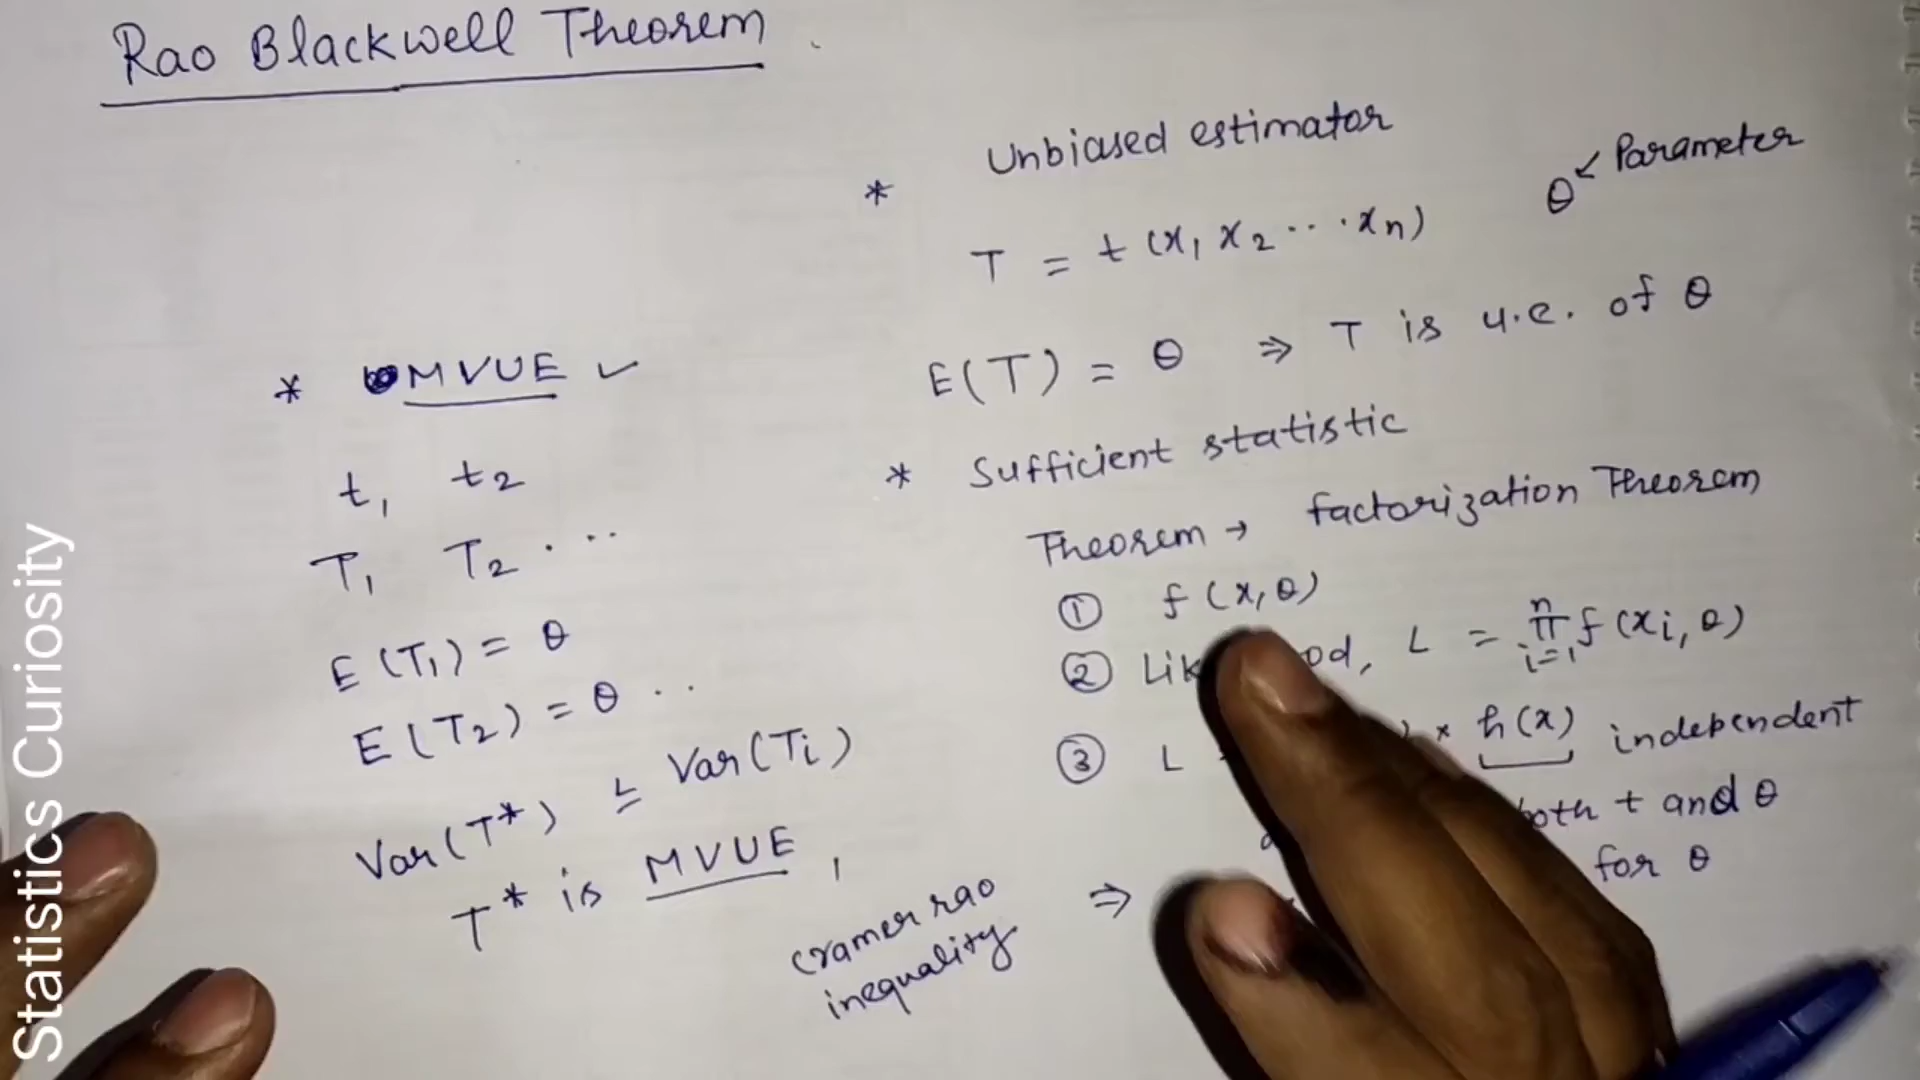 Rao Blackwell Theorem
* MVUE ✓
t₁ t₂
T₁ T₂ ...
E(T₁) = θ
E(T₂) = θ ..
Var(T*) ≤ Var(Ti)
T* is MVUE,
cramer rao
inequality
* Unbiased estimator
θ ↙ Parameter
T = t(x₁ x₂ ... xn)
E(T) = θ ⇒ T is u.e. of θ
* Sufficient statistic
Theorem → factorization Theorem
① f(x, θ)
② L = π f(xi, θ) n i=1
③ L × h(x) independent
both t and θ
⇒ for θ
Statistics Curiosity